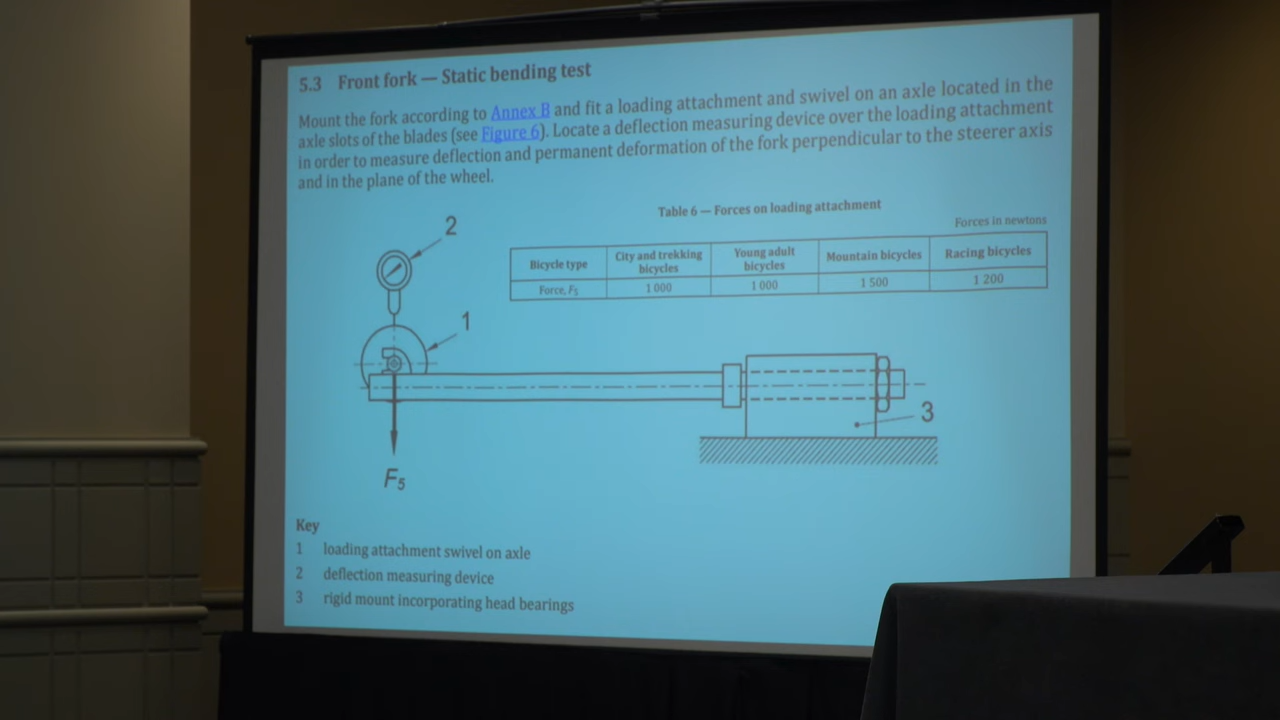 5.3 Front fork — Static bending test
Mount the fork according to Annex B and fit a loading attachment and swivel on an axle located in the
axle slots of the blades (see Figure 6). Locate a deflection measuring device over the loading attachment
in order to measure deflection and permanent deformation of the fork perpendicular to the steerer axis
and in the plane of the wheel.
Table 6 — Forces on loading attachment
Forces in newtons
Bicycle type City and trekking bicycles Young adult bicycles Mountain bicycles Racing bicycles
Force, F5 1 000 1 000 1 500 1 200
2
1
3
F5
Key
1 loading attachment swivel on axle
2 deflection measuring device
3 rigid mount incorporating head bearings